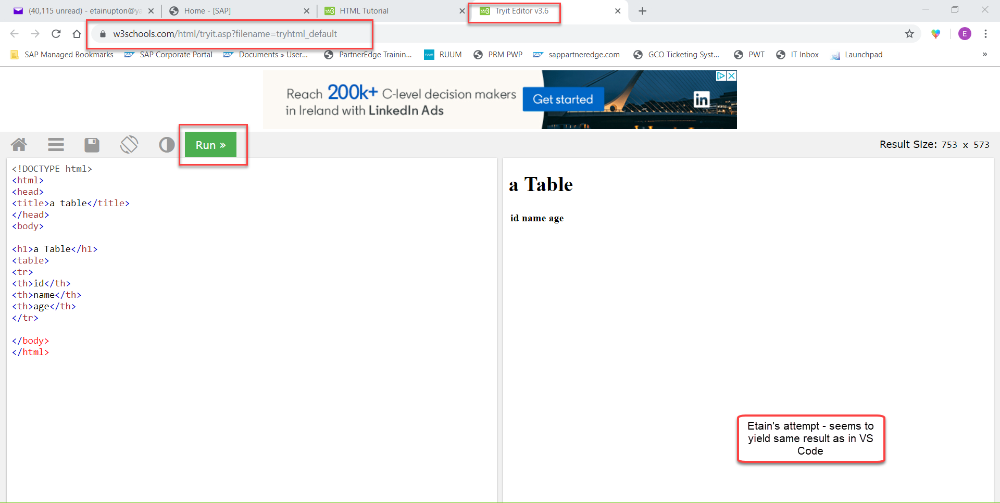 (40,115 unread) - etainupton@ya
Home - [SAP]
HTML Tutorial
Tryit Editor v3.6
w3schools.com/html/tryit.asp?filename=tryhtml_default
E
SAP Managed Bookmarks
SAP Corporate Portal
Documents » User...
PartnerEdge Trainin...
RUUM
PRM PWP
sappartneredge.com
GCO Ticketing Syst...
PWT
IT Inbox
Launchpad
»
Reach 200k+ C-level decision makers
in Ireland with LinkedIn Ads
Get started
in
Run »
Result Size: 753 x 573
<!DOCTYPE html>
<html>
<head>
<title>a table</title>
</head>
<body>
<h1>a Table</h1>
<table>
<tr>
<th>id</th>
<th>name</th>
<th>age</th>
</tr>
</body>
</html>
a Table
id name age
Etain's attempt - seems to
yield same result as in VS
Code